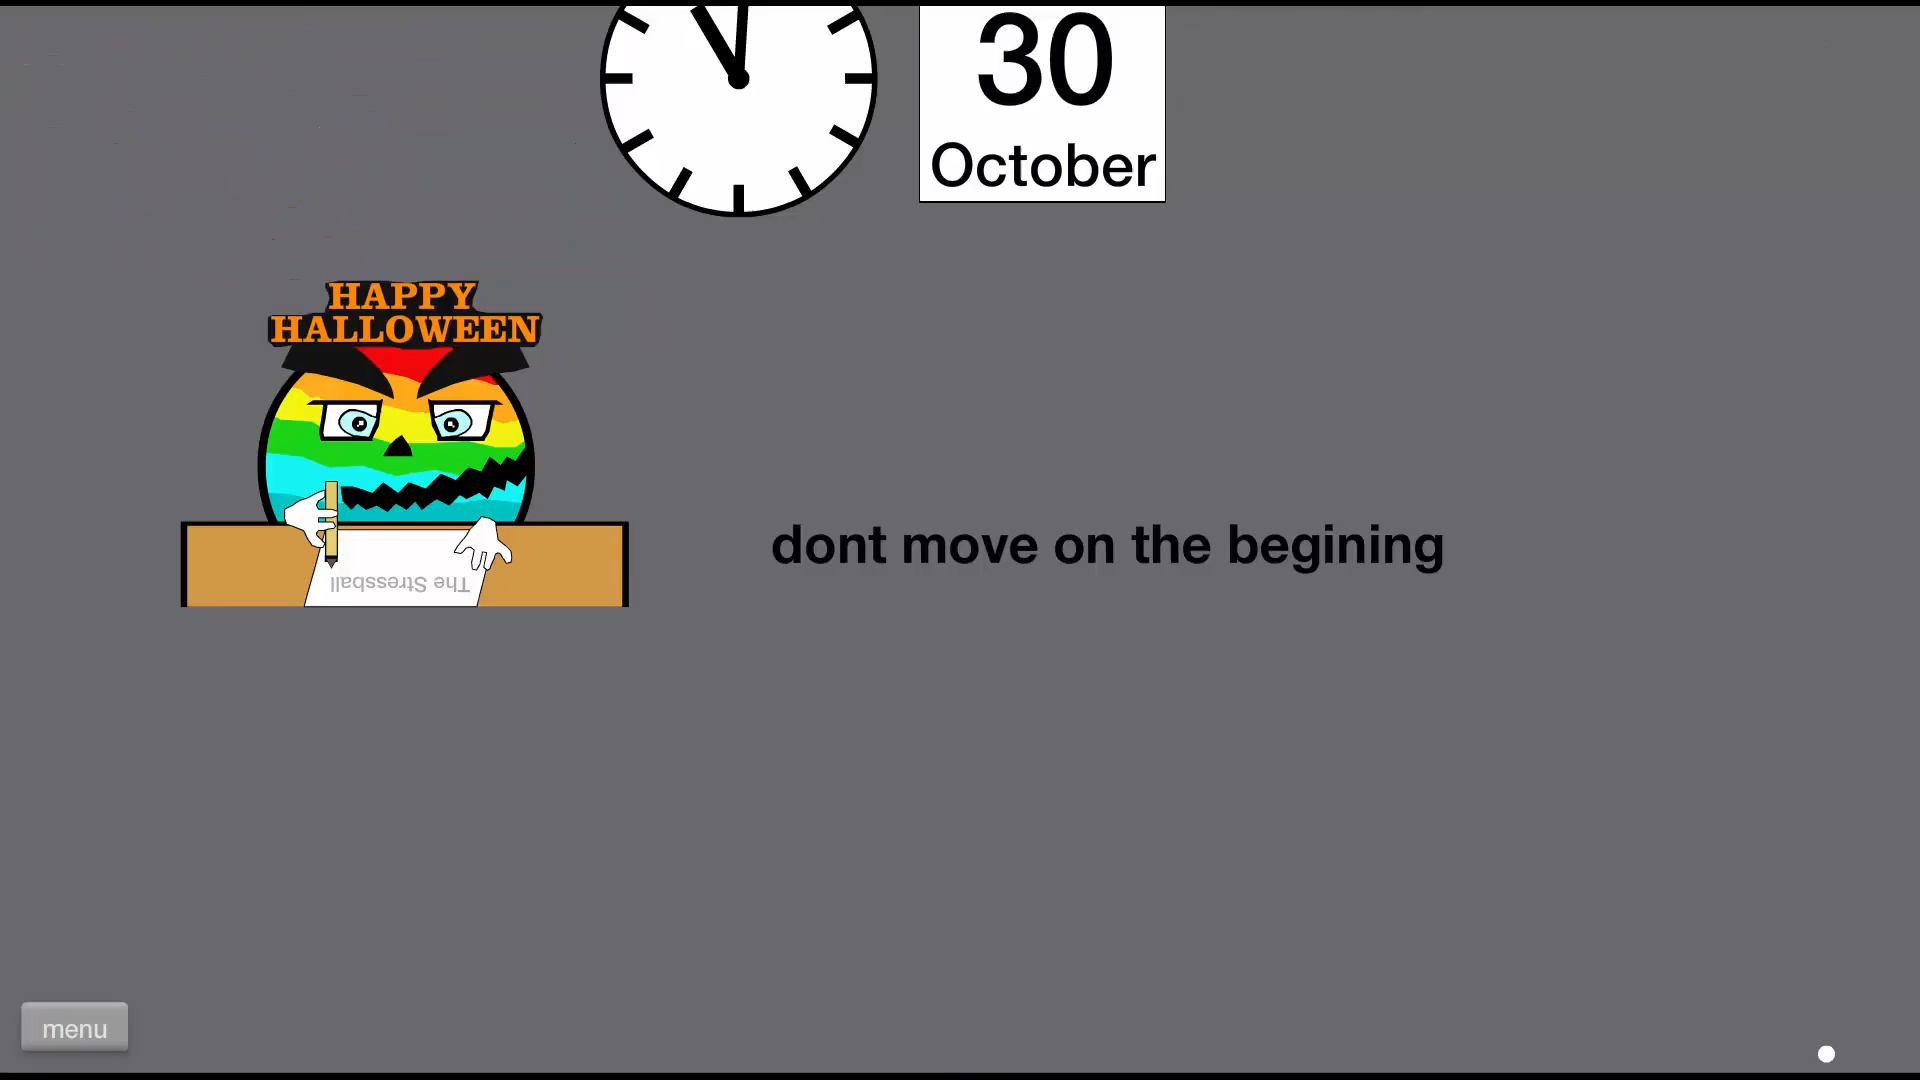 30
October
HAPPY
HALLOWEEN
dont move on the begining
The Stressball
menu